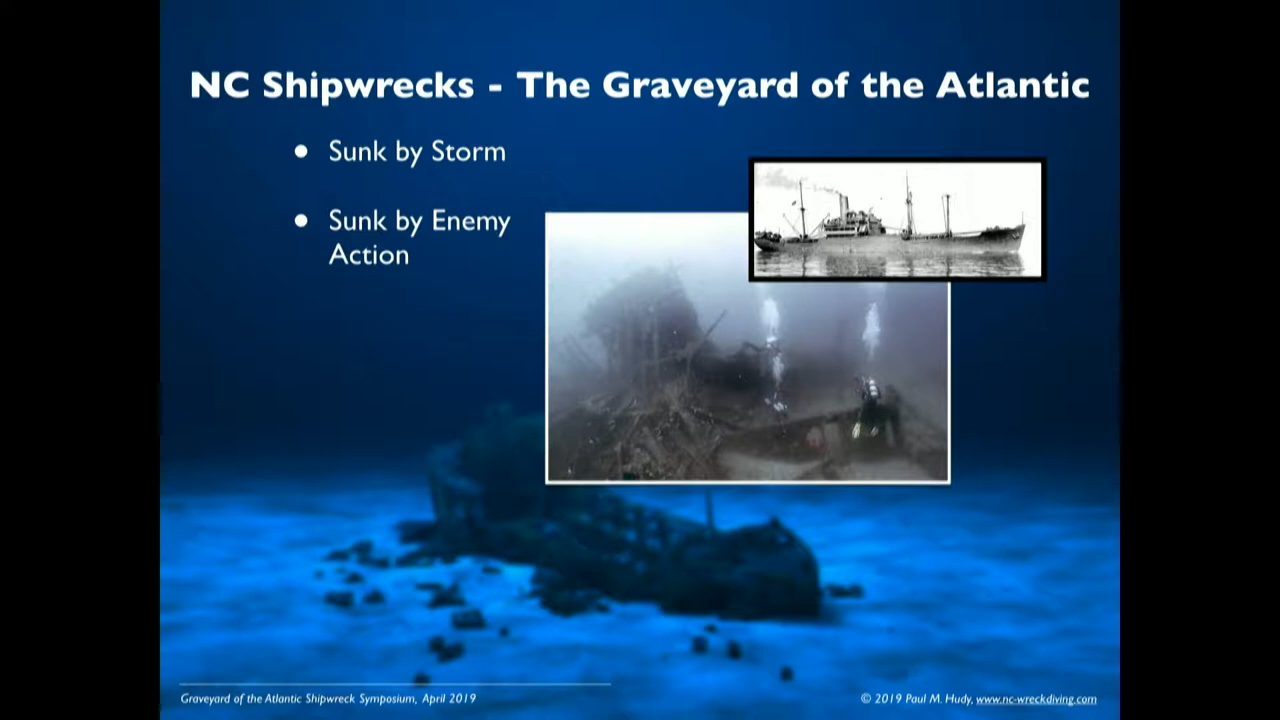 NC Shipwrecks - The Graveyard of the Atlantic
● Sunk by Storm
● Sunk by Enemy
Action
Graveyard of the Atlantic Shipwreck Symposium, April 2019
© 2019 Paul M. Hudy, www.nc-wreckdiving.com